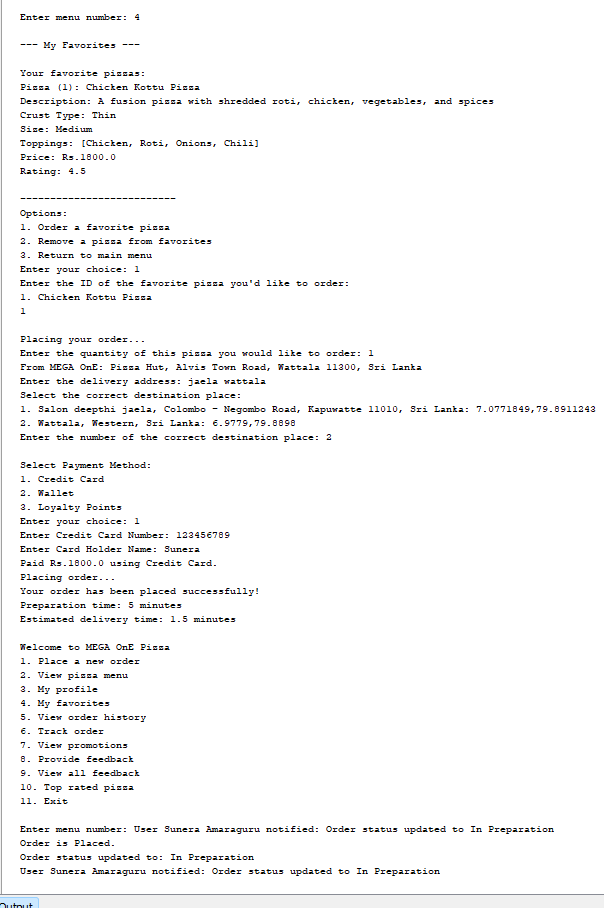 Enter menu number: 4
--- My Favorites ---
Your favorite pizzas:
Pizza (1): Chicken Kottu Pizza
Description: A fusion pizza with shredded roti, chicken, vegetables, and spices
Crust Type: Thin
Size: Medium
Toppings: [Chicken, Roti, Onions, Chili]
Price: Rs.1800.0
Rating: 4.5
--------------------------
Options:
1. Order a favorite pizza
2. Remove a pizza from favorites
3. Return to main menu
Enter your choice: 1
Enter the ID of the favorite pizza you'd like to order:
1. Chicken Kottu Pizza
1
Placing your order...
Enter the quantity of this pizza you would like to order: 1
From MEGA OnE: Pizza Hut, Alvis Town Road, Wattala 11300, Sri Lanka
Enter the delivery address: jaela wattala
Select the correct destination place:
1. Salon deepthi jaela, Colombo - Negombo Road, Kapuwatte 11010, Sri Lanka: 7.0771849,79.8911243
2. Wattala, Western, Sri Lanka: 6.9779,79.8898
Enter the number of the correct destination place: 2
Select Payment Method:
1. Credit Card
2. Wallet
3. Loyalty Points
Enter your choice: 1
Enter Credit Card Number: 123456789
Enter Card Holder Name: Sunera
Paid Rs.1800.0 using Credit Card.
Placing order...
Your order has been placed successfully!
Preparation time: 5 minutes
Estimated delivery time: 1.5 minutes
Welcome to MEGA OnE Pizza
1. Place a new order
2. View pizza menu
3. My profile
4. My favorites
5. View order history
6. Track order
7. View promotions
8. Provide feedback
9. View all feedback
10. Top rated pizza
11. Exit
Enter menu number: User Sunera Amaraguru notified: Order status updated to In Preparation
Order is Placed.
Order status updated to: In Preparation
User Sunera Amaraguru notified: Order status updated to In Preparation
Output